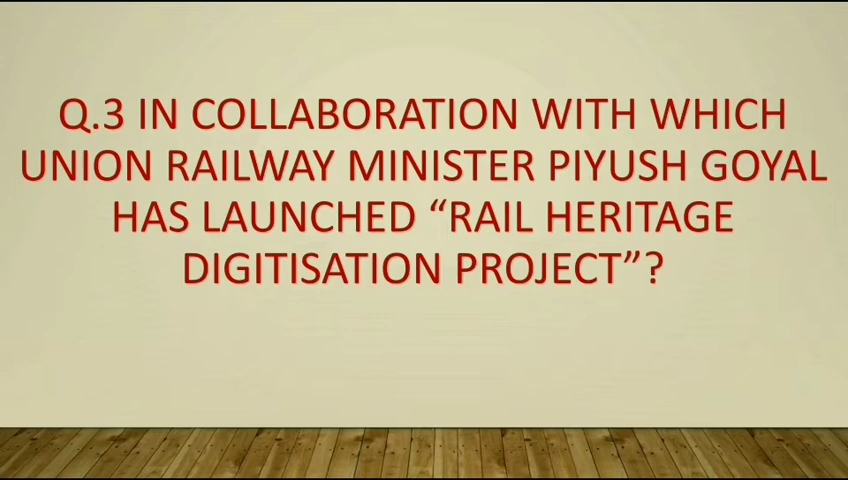 Q.3 IN COLLABORATION WITH WHICH
UNION RAILWAY MINISTER PIYUSH GOYAL
HAS LAUNCHED “RAIL HERITAGE
DIGITISATION PROJECT”?